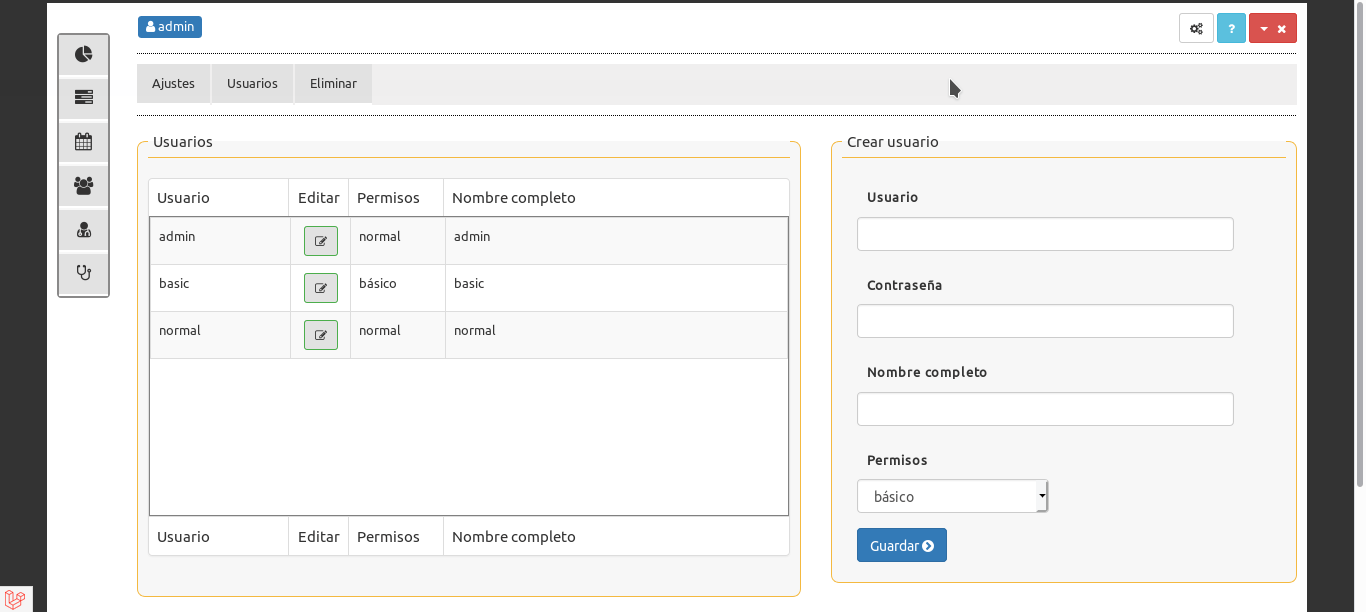 admin
?
Ajustes Usuarios Eliminar
Usuarios
Usuario Editar Permisos Nombre completo
admin normal admin
basic básico basic
normal normal normal
Usuario Editar Permisos Nombre completo
Crear usuario
Usuario
Contraseña
Nombre completo
Permisos
básico
Guardar